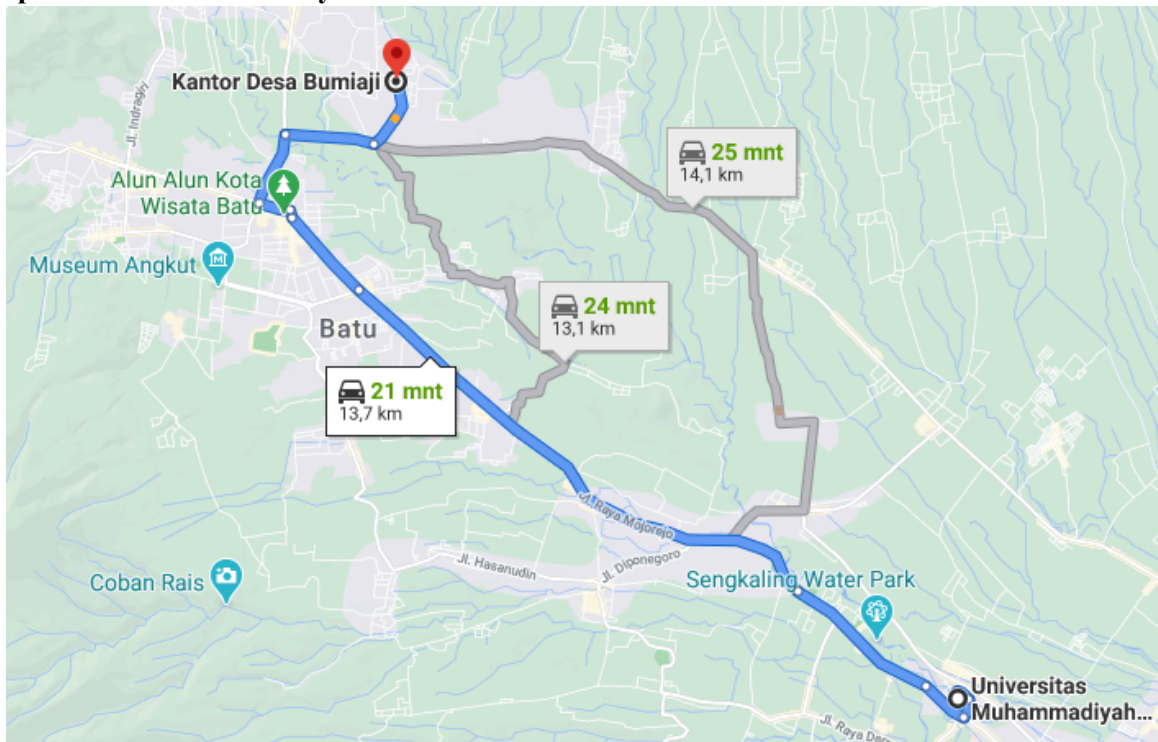 Kantor Desa Bumiaji
Jl. Indragiri
25 mnt
14,1 km
Alun Alun Kota
Wisata Batu
Museum Angkut
24 mnt
13,1 km
Batu
21 mnt
13,7 km
Jl. Raya Mojorejo
Jl. Hasanudin
Jl. Diponegoro
Coban Rais
Sengkaling Water Park
Universitas
Muhammadiyah...
Jl. Raya